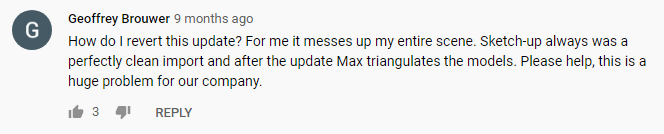 G
Geoffrey Brouwer 9 months ago
How do I revert this update? For me it messes up my entire scene. Sketch-up always was a
perfectly clean import and after the update Max triangulates the models. Please help, this is a
huge problem for our company.
3 REPLY